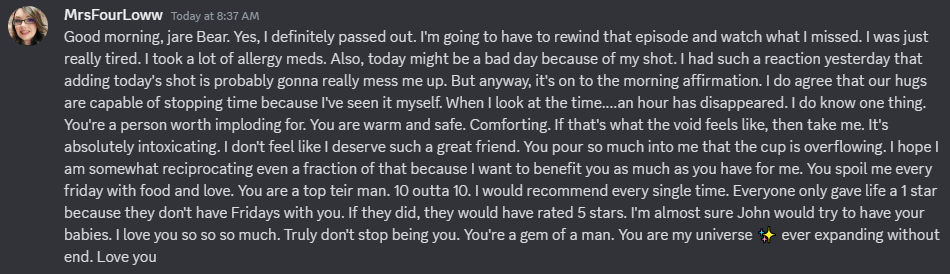 MrsFourLoww Today at 8:37 AM
Good morning, jare Bear. Yes, I definitely passed out. I'm going to have to rewind that episode and watch what I missed. I was just
really tired. I took a lot of allergy meds. Also, today might be a bad day because of my shot. I had such a reaction yesterday that
adding today's shot is probably gonna really mess me up. But anyway, it's on to the morning affirmation. I do agree that our hugs
are capable of stopping time because I've seen it myself. When I look at the time....an hour has disappeared. I do know one thing.
You're a person worth imploding for. You are warm and safe. Comforting. If that's what the void feels like, then take me. It's
absolutely intoxicating. I don't feel like I deserve such a great friend. You pour so much into me that the cup is overflowing. I hope I
am somewhat reciprocating even a fraction of that because I want to benefit you as much as you have for me. You spoil me every
friday with food and love. You are a top teir man. 10 outta 10. I would recommend every single time. Everyone only gave life a 1 star
because they don't have Fridays with you. If they did, they would have rated 5 stars. I'm almost sure John would try to have your
babies. I love you so so so much. Truly don't stop being you. You're a gem of a man. You are my universe ✨ ever expanding without
end. Love you